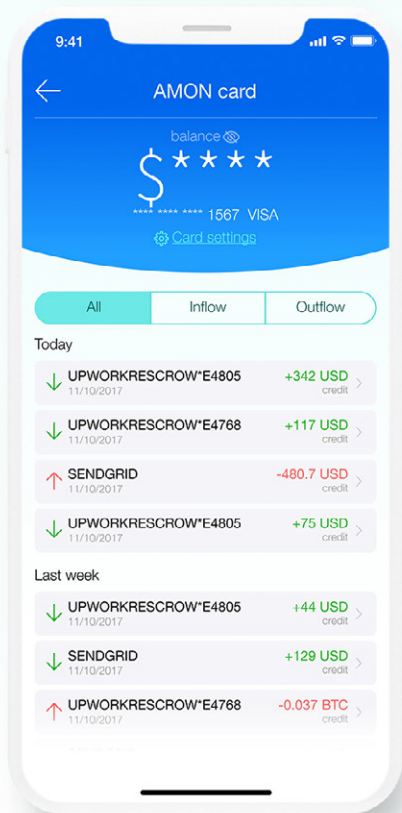 9:41
AMON card
balance
$****
**** **** **** 1567 VISA
Card settings
All Inflow Outflow
Today
UPWORKRESCROW*E4805 +342 USD
11/10/2017 credit
UPWORKRESCROW*E4768 +117 USD
11/10/2017 credit
SENDGRID -480.7 USD
11/10/2017 credit
UPWORKRESCROW*E4805 +75 USD
11/10/2017 credit
Last week
UPWORKRESCROW*E4805 +44 USD
11/10/2017 credit
SENDGRID +129 USD
11/10/2017 credit
UPWORKRESCROW*E4768 -0.037 BTC
11/10/2017 credit